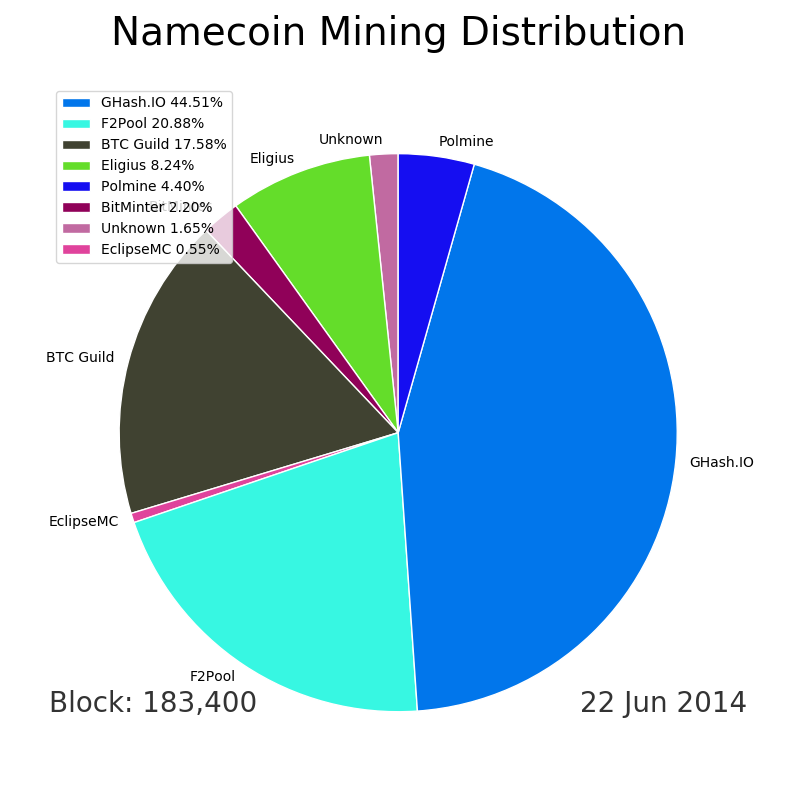 Namecoin Mining Distribution
GHash.IO 44.51%
F2Pool 20.88%
BTC Guild 17.58%
Eligius 8.24%
Polmine 4.40%
BitMinter 2.20%
Unknown 1.65%
EclipseMC 0.55%
Polmine
Unknown
Eligius
BitMinter
BTC Guild
GHash.IO
EclipseMC
F2Pool
Block: 183,400
22 Jun 2014